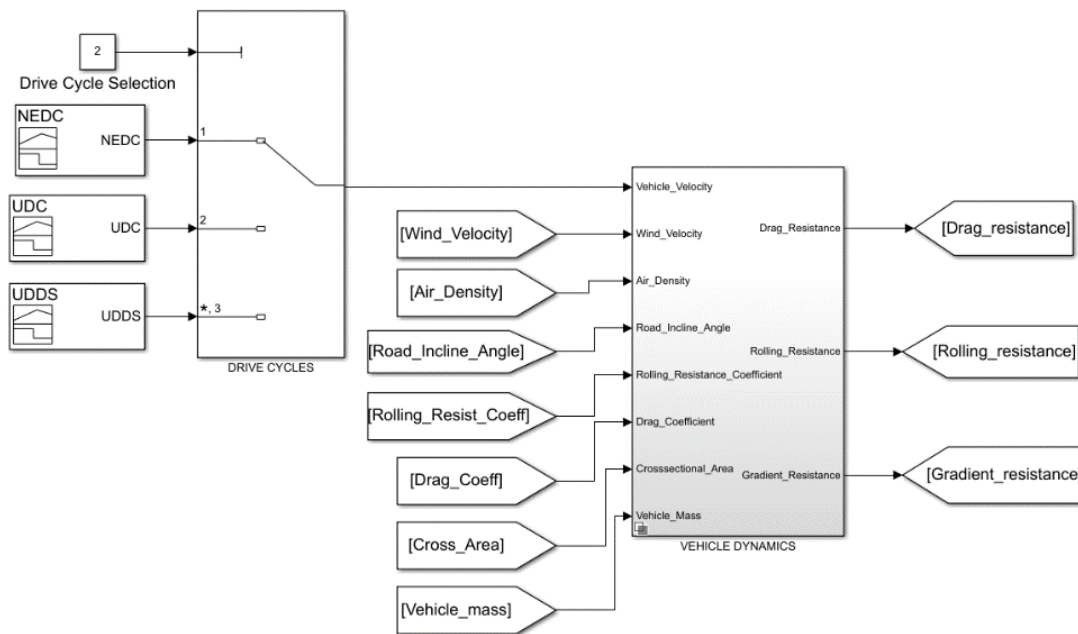 2
Drive Cycle Selection
NEDC
NEDC
1
UDC
UDC
2
UDDS
UDDS
*, 3
DRIVE CYCLES
[Wind_Velocity]
[Air_Density]
[Road_Incline_Angle]
[Rolling_Resist_Coeff]
[Drag_Coeff]
[Cross_Area]
[Vehicle_mass]
Vehicle_Velocity
Wind_Velocity
Air_Density
Road_Incline_Angle
Rolling_Resistance_Coefficient
Drag_Coefficient
Crosssectional_Area
Vehicle_Mass
Drag_Resistance
Rolling_Resistance
Gradient_Resistance
VEHICLE DYNAMICS
[Drag_resistance]
[Rolling_resistance]
[Gradient_resistance